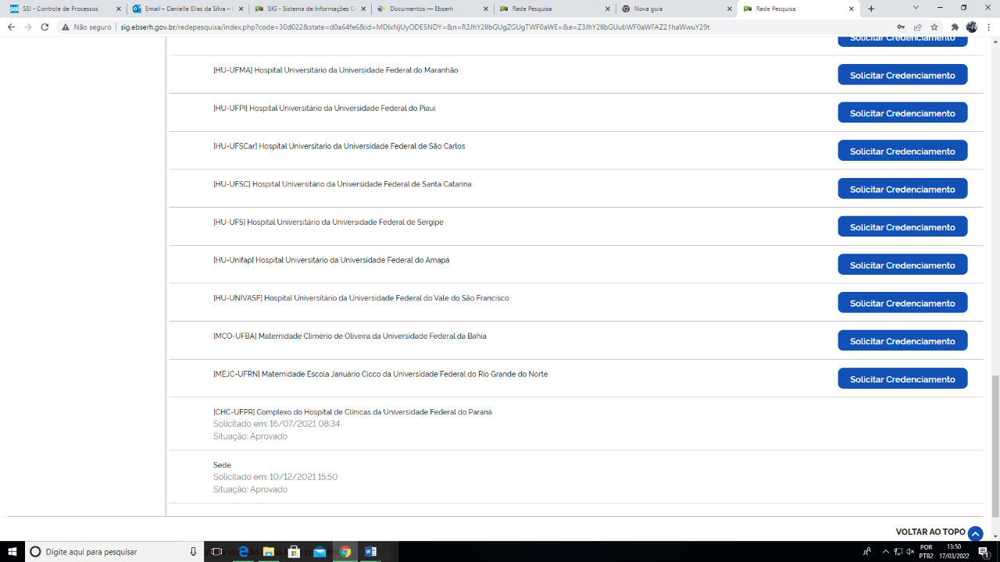 SEI - Controle de Processos
Email – Danielle Elias da Silva – O
SIG - Sistema de Informações Ge
Documentos — Ebserh
Rede Pesquisa
Nova guia
Rede Pesquisa
Não seguro
sig.ebserh.gov.br/redepesquisa/index.php?code=30d022&state=d0a64fe6&id=MDIxNjUyODE5NDY=&n=R3JhY2llIbGUgZGUgTWF0aWE=&e=Z3JhY2llIbGUubWF0aWFAZ21haWwuY29t
Solicitar Credenciamento
[HU-UFMA] Hospital Universitário da Universidade Federal do Maranhão
Solicitar Credenciamento
[HU-UFPI] Hospital Universitário da Universidade Federal do Piauí
Solicitar Credenciamento
[HU-UFSCar] Hospital Universitario da Universidade Federal de São Carlos
Solicitar Credenciamento
[HU-UFSC] Hospital Universitário da Universidade Federal de Santa Catarina
Solicitar Credenciamento
[HU-UFS] Hospital Universitário da Universidade Federal de Sergipe
Solicitar Credenciamento
[HU-Unifap] Hospital Universitário da Universidade Federal do Amapá
Solicitar Credenciamento
[HU-UNIVASF] Hospital Universitário da Universidade Federal do Vale do São Francisco
Solicitar Credenciamento
[MCO-UFBA] Maternidade Climério de Oliveira da Universidade Federal da Bahia
Solicitar Credenciamento
[MEJC-UFRN] Maternidade Escola Januário Cicco da Universidade Federal do Rio Grande do Norte
Solicitar Credenciamento
[CHC-UFPR] Complexo do Hospital de Clínicas da Universidade Federal do Paraná
Solicitado em: 16/07/2021 08:34
Situação: Aprovado
Sede
Solicitado em: 10/12/2021 15:50
Situação: Aprovado
VOLTAR AO TOPO
Digite aqui para pesquisar
POR
PTB2
13:50
17/03/2022
1